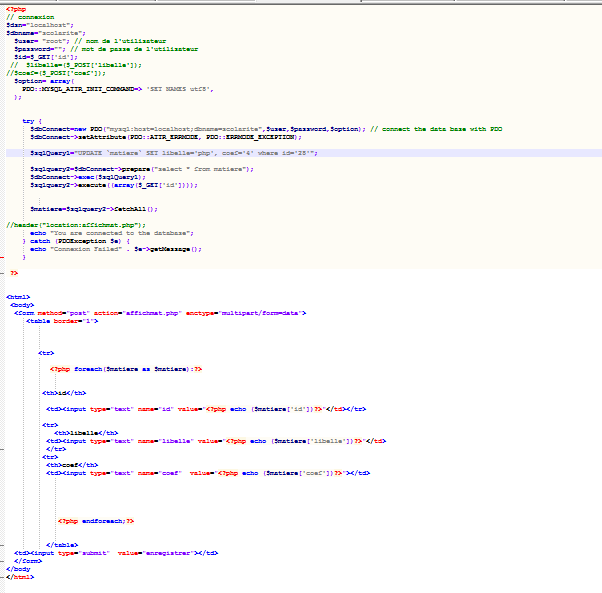 <?php
// connexion
$dsn="localhost";
$dbname="scolarite";
$user= "root"; // nom de l'utilisateur
$password=""; // mot de passe de l'utilisateur
$id=$_GET['id'];
// $libelle=($_POST['libelle']);
//$coef=($_POST['coef']);
$option= array(
PDO::MYSQL_ATTR_INIT_COMMAND=> 'SET NAMES utf8',
);
try {
$dbConnect=new PDO("mysql:host=localhost;dbname=scolarite",$user,$password,$option); // connect the data base with PDO
$dbConnect->setAttribute(PDO::ATTR_ERRMODE, PDO::ERRMODE_EXCEPTION);
$sqlQuery1="UPDATE `matiere` SET libelle='php', coef='4' where id='28'";
$sqlquery2=$dbConnect->prepare("select * from matiere");
$dbConnect->exec($sqlQuery1);
$sqlquery2->execute((array($_GET['id'])));
$matiere=$sqlquery2->fetchAll();
//header("location:affichmat.php");
echo "You are connected to the database";
} catch (PDOException $e) {
echo "Connexion Failed" . $e->getMessage();
}
?>
<html>
<body>
<form method="post" action="affichmat.php" enctype="multipart/form=data">
<table border="1">
<tr>
<?php foreach($matiere as $matiere):?>
<th>id</th>
<td><input type="text" name="id" value="<?php echo ($matiere['id'])?>"</td></tr>
<tr>
<th>libelle</th>
<td><input type="text" name="libelle" value="<?php echo ($matiere['libelle'])?>"</td>
</tr>
<tr>
<th>coef</th>
<td><input type="text" name="coef"  value="<?php echo ($matiere['coef'])?>"></td>
<?php endforeach;?>
</table>
<td><input type="submit"  value="enregistrer"></td>
</form>
</body
</html>